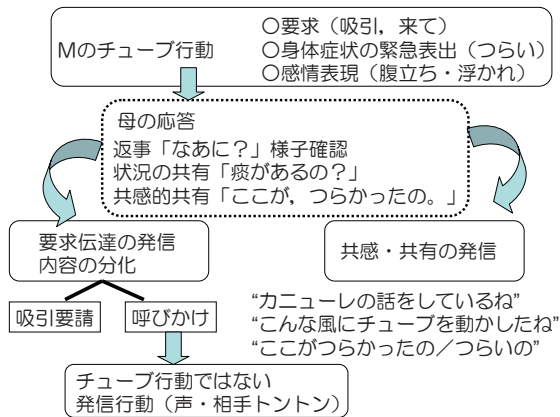 Mのチューブ行動
○要求（吸引，来て）
○身体症状の緊急表出（つらい）
○感情表現（腹立ち・浮かれ）
母の応答
返事「なあに？」様子確認
状況の共有「痰があるの？」
共感的共有「ここが，つらかったの。」
要求伝達の発信
内容の分化
共感・共有の発信
吸引要請
呼びかけ
“カニューレの話をしているね”
“こんな風にチューブを動かしたね”
“ここがつらかったの／つらいの”
チューブ行動ではない
発信行動（声・相手トントン）